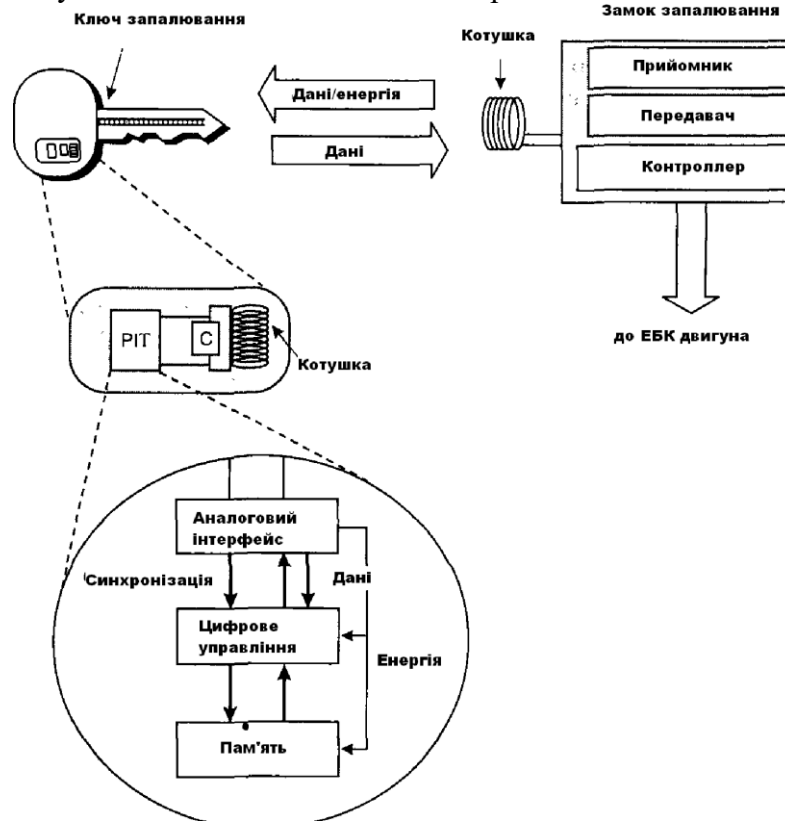 Ключ запалювання
Замок запалювання
Котушка
Прийомник
Дані/енергія
Передавач
Дані
Контроллер
до ЕБК двигуна
PIT
C
Котушка
Аналоговий
інтерфейс
Синхронізація
Дані
Цифрове
управління
Енергія
Пам'ять